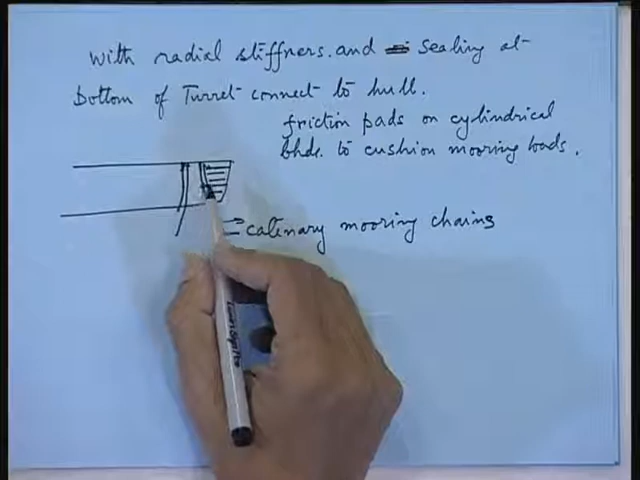 with radial stiffners. and sealing at
bottom of Turret connect to hull.
friction pads on cylindrical
bhds. to cushion mooring loads.
catenary mooring chains